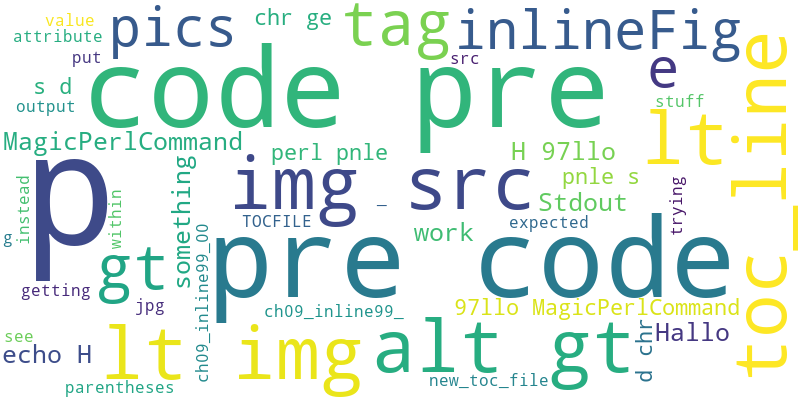 value
attribute
pics
chr ge
tag
inlineFig
put
src
e
code pre
s d
output
stuff
toc_line
MagicPerlCommand
perl pnle
H 97llo
lt
p
img src
pnle s
something
instead
within
Stdout
trying
_
TOCFILE
expected
work
g
pre code
gt
ch09_inline99_00
getting
jpg
ch09_inline99_
97llo MagicPerlCommand
see
echo H
lt img
alt gt
d chr
Hallo
parentheses
new_toc_file